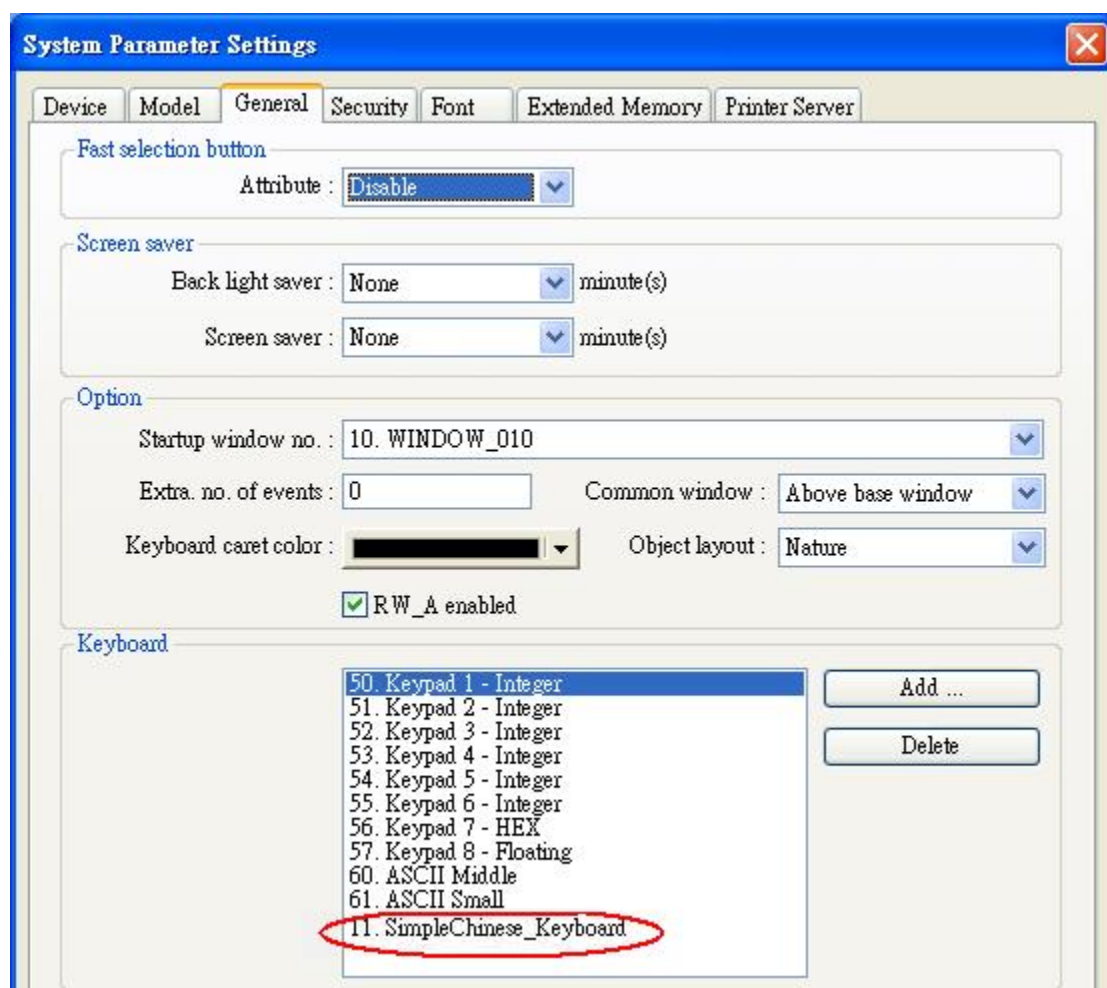 System Parameter Settings
Device Model General Security Font Extended Memory Printer Server
Fast selection button
Attribute : Disable
Screen saver
Back light saver : None minute(s)
Screen saver : None minute(s)
Option
Startup window no. : 10. WINDOW_010
Extra. no. of events : 0 Common window : Above base window
Keyboard caret color : Object layout : Nature
RW_A enabled
Keyboard
50. Keypad 1 - Integer Add ...
51. Keypad 2 - Integer
52. Keypad 3 - Integer Delete
53. Keypad 4 - Integer
54. Keypad 5 - Integer
55. Keypad 6 - Integer
56. Keypad 7 - HEX
57. Keypad 8 - Floating
60. ASCII Middle
61. ASCII Small
11. SimpleChinese_Keyboard